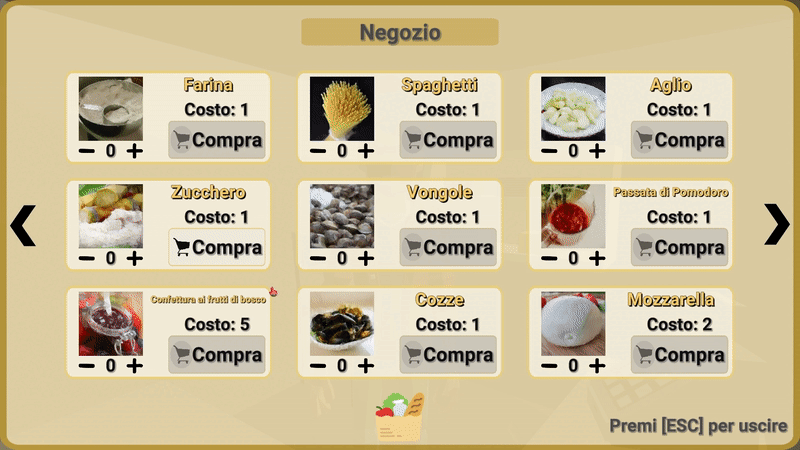 Negozio
Farina
Costo: 1
Compra
− 0 +
Spaghetti
Costo: 1
Compra
− 0 +
Aglio
Costo: 1
Compra
− 0 +
Zucchero
Costo: 1
Compra
− 0 +
Vongole
Costo: 1
Compra
− 0 +
Passata di Pomodoro
Costo: 1
Compra
− 0 +
Confettura ai frutti di bosco
Costo: 5
Compra
− 0 +
Cozze
Costo: 1
Compra
− 0 +
Mozzarella
Costo: 2
Compra
− 0 +
Premi [ESC] per uscire